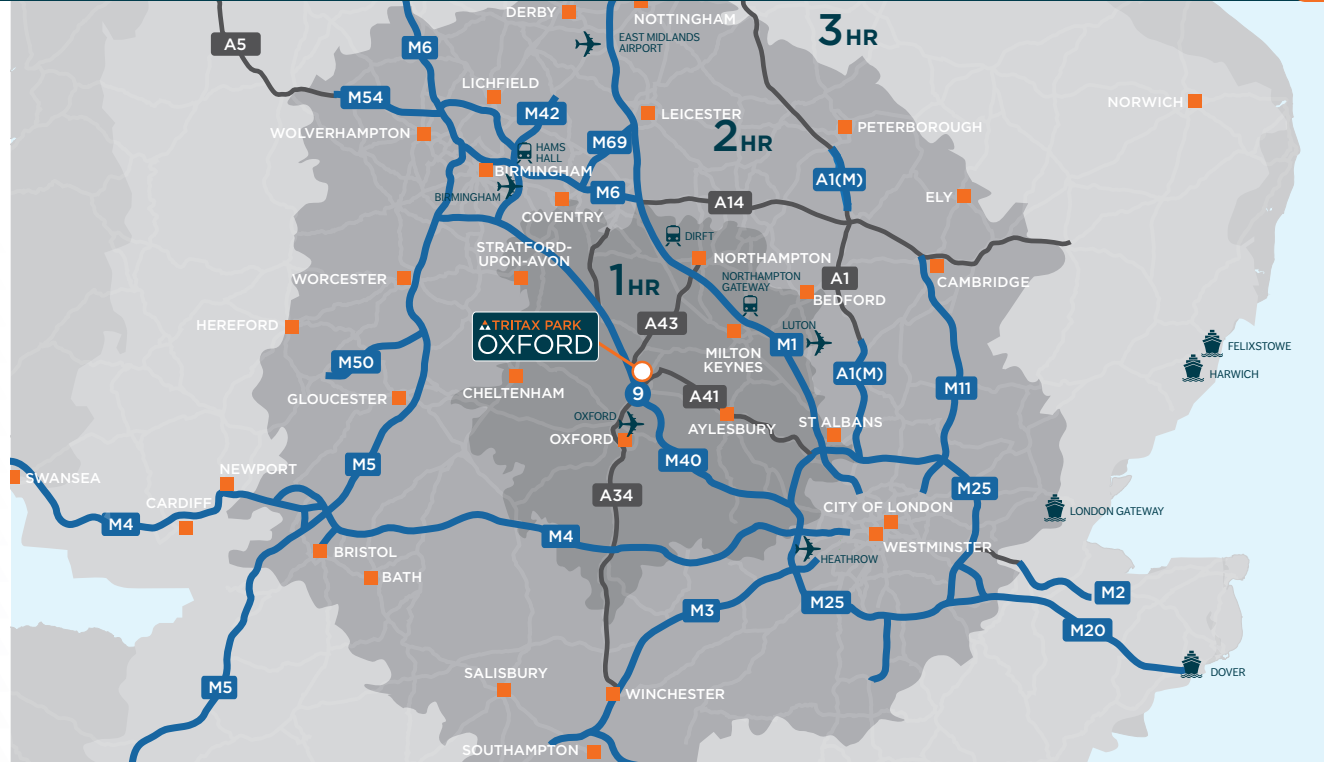 DERBY
NOTTINGHAM
3HR
A5
M6
EAST MIDLANDS
AIRPORT
LICHFIELD
M54
M42
LEICESTER
NORWICH
WOLVERHAMPTON
M69
2HR
PETERBOROUGH
HAMS
HALL
BIRMINGHAM
A1(M)
BIRMINGHAM
M6
A14
ELY
COVENTRY
DIRFT
STRATFORD-
UPON-AVON
NORTHAMPTON
WORCESTER
1HR
NORTHAMPTON
GATEWAY
A1
CAMBRIDGE
BEDFORD
HEREFORD
TRITAX PARK
OXFORD
A43
LUTON
M1
MILTON
KEYNES
FELIXSTOWE
M50
A1(M)
HARWICH
CHELTENHAM
9
A41
M11
GLOUCESTER
OXFORD
OXFORD
AYLESBURY
ST ALBANS
M5
M40
NEWPORT
SWANSEA
M25
A34
CARDIFF
CITY OF LONDON
LONDON GATEWAY
M4
M4
WESTMINSTER
BRISTOL
HEATHROW
BATH
M2
M3
M25
M20
SALISBURY
DOVER
M5
WINCHESTER
SOUTHAMPTON